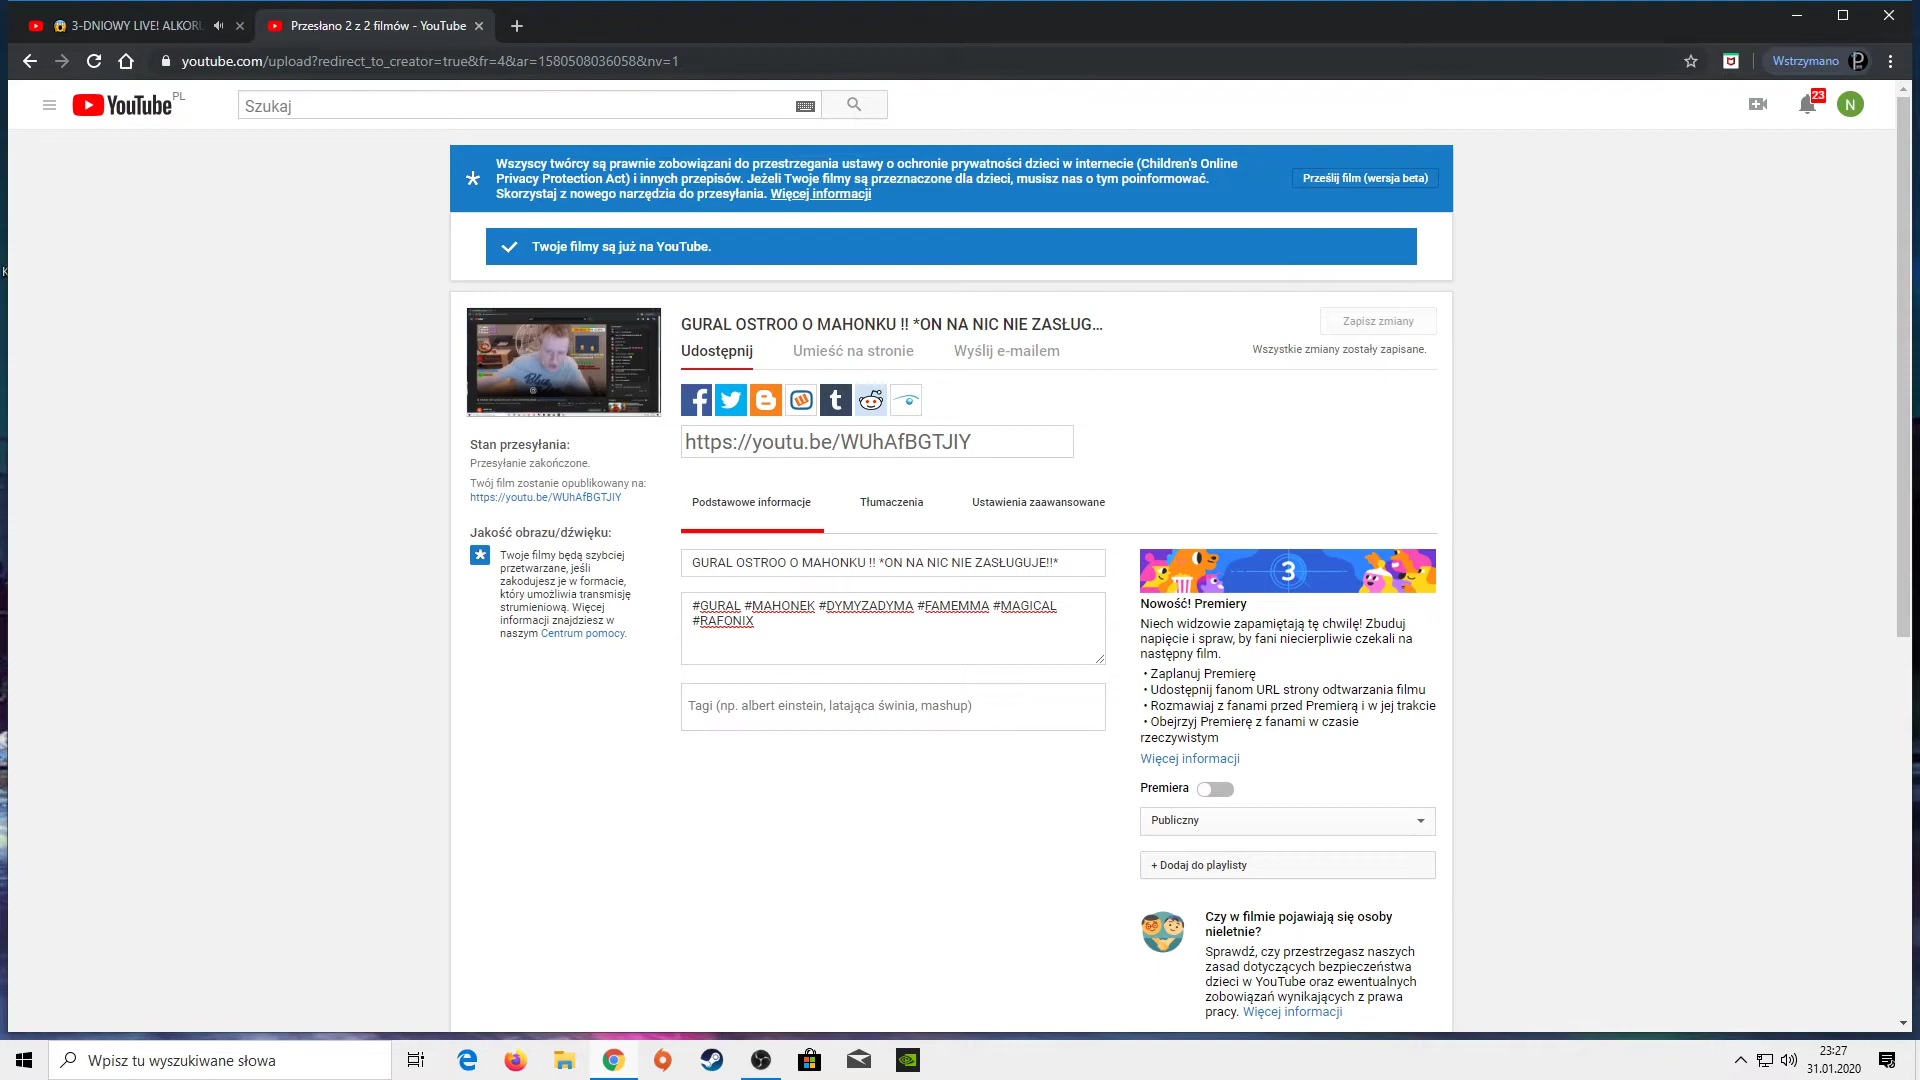 3-DNIOWY LIVE! ALKORU
Przesłano 2 z 2 filmów - YouTube
youtube.com/upload?redirect_to_creator=true&fr=4&ar=1580508036058&nv=1
Wstrzymano
YouTube PL
Szukaj
23
N
Wszyscy twórcy są prawnie zobowiązani do przestrzegania ustawy o ochronie prywatności dzieci w internecie (Children's Online
Privacy Protection Act) i innych przepisów. Jeżeli Twoje filmy są przeznaczone dla dzieci, musisz nas o tym poinformować.
Skorzystaj z nowego narzędzia do przesyłania. Więcej informacji
Prześlij film (wersja beta)
Twoje filmy są już na YouTube.
GURAL OSTROO O MAHONKU !! *ON NA NIC NIE ZASŁUG...
Zapisz zmiany
Udostępnij
Umieść na stronie
Wyślij e-mailem
Wszystkie zmiany zostały zapisane.
https://youtu.be/WUhAfBGTJIY
Stan przesyłania:
Przesyłanie zakończone.
Twój film zostanie opublikowany na:
https://youtu.be/WUhAfBGTJIY
Jakość obrazu/dźwięku:
Twoje filmy będą szybciej
przetwarzane, jeśli
zakodujesz je w formacie,
który umożliwia transmisję
strumieniową. Więcej
informacji znajdziesz w
naszym Centrum pomocy.
Podstawowe informacje
Tłumaczenia
Ustawienia zaawansowane
GURAL OSTROO O MAHONKU !! *ON NA NIC NIE ZASŁUGUJE!!*
#GURAL #MAHONEK #DYMYZADYMA #FAMEMMA #MAGICAL
#RAFONIX
Tagi (np. albert einstein, latająca świnia, mashup)
3
Nowość! Premiery
Niech widzowie zapamiętają tę chwilę! Zbuduj
napięcie i spraw, by fani niecierpliwie czekali na
następny film.
• Zaplanuj Premierę
• Udostępnij fanom URL strony odtwarzania filmu
• Rozmawiaj z fanami przed Premierą i w jej trakcie
• Obejrzyj Premierę z fanami w czasie
rzeczywistym
Więcej informacji
Premiera
Publiczny
+ Dodaj do playlisty
Czy w filmie pojawiają się osoby
nieletnie?
Sprawdź, czy przestrzegasz naszych
zasad dotyczących bezpieczeństwa
dzieci w YouTube oraz ewentualnych
zobowiązań wynikających z prawa
pracy. Więcej informacji
Wpisz tu wyszukiwane słowa
23:27
31.01.2020